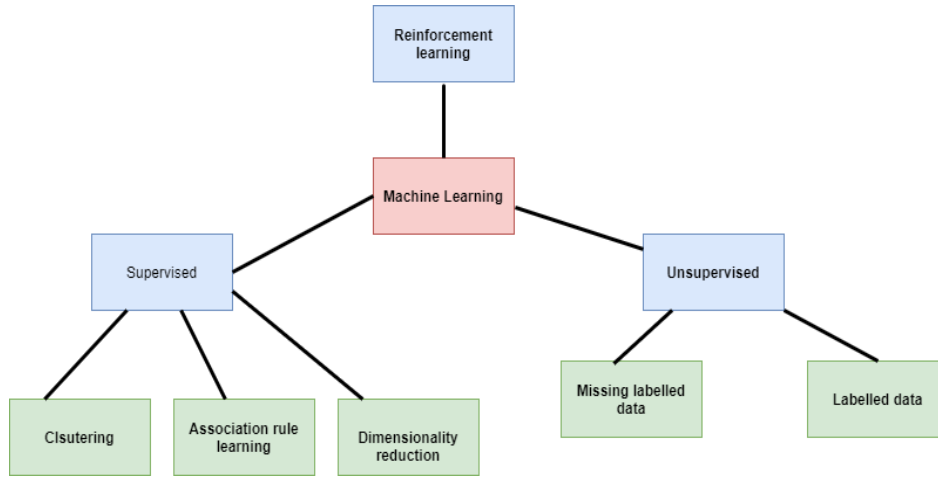 Reinforcement
learning
Machine Learning
Supervised
Unsupervised
Clsutering
Association rule
learning
Dimensionality
reduction
Missing labelled
data
Labelled data